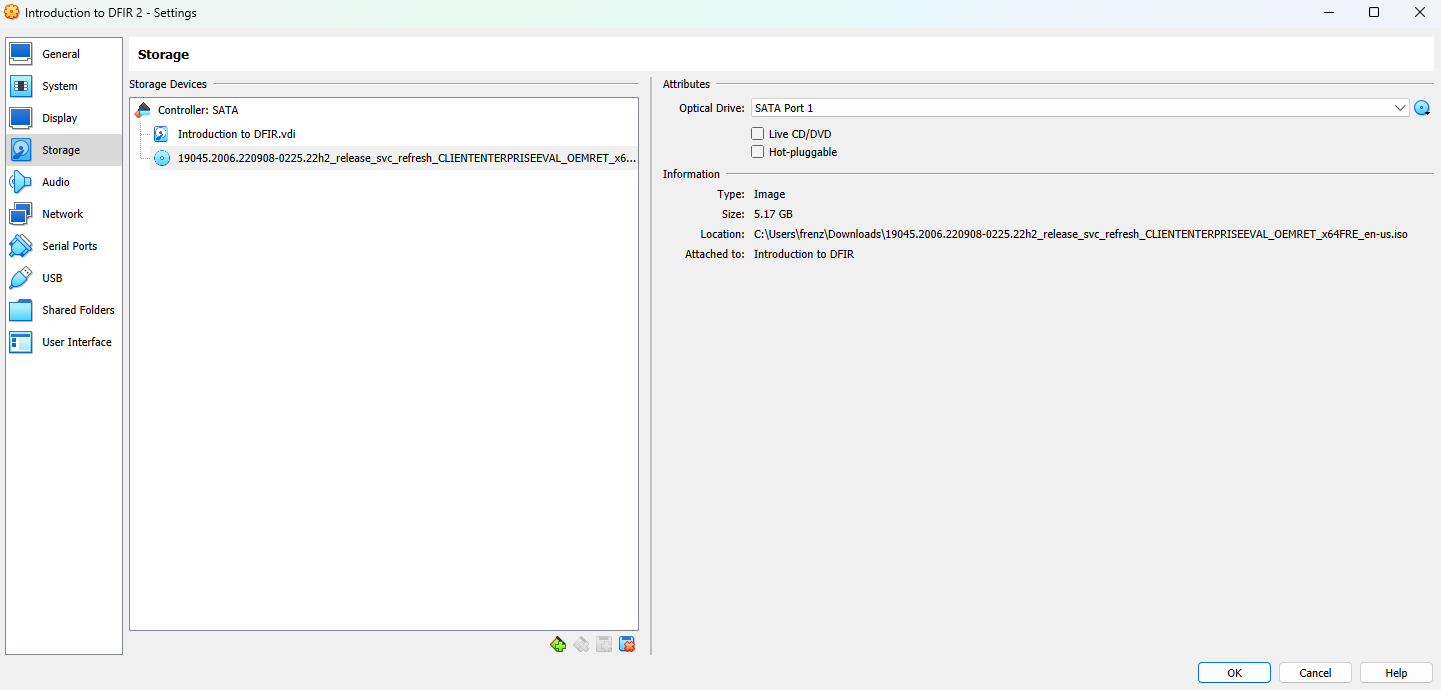 Introduction to DFIR 2 - Settings
General
System
Display
Storage
Audio
Network
Serial Ports
USB
Shared Folders
User Interface
Storage
Storage Devices
Controller: SATA
Introduction to DFIR.vdi
19045.2006.220908-0225.22h2_release_svc_refresh_CLIENTENTERPRISEEVAL_OEMRET_x6...
Attributes
Optical Drive: SATA Port 1
Live CD/DVD
Hot-pluggable
Information
Type: Image
Size: 5.17 GB
Location: C:\Users\frenz\Downloads\19045.2006.220908-0225.22h2_release_svc_refresh_CLIENTENTERPRISEEVAL_OEMRET_x64FRE_en-us.iso
Attached to: Introduction to DFIR
OK Cancel Help